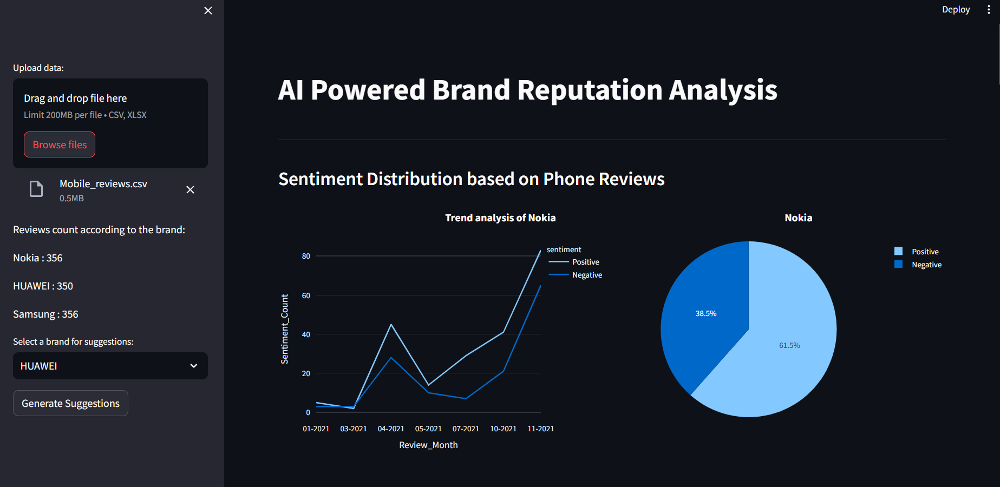 Deploy
Upload data:
Drag and drop file here
Limit 200MB per file • CSV, XLSX
Browse files
Mobile_reviews.csv
0.5MB
Reviews count according to the brand:
Nokia : 356
HUAWEI : 350
Samsung : 356
Select a brand for suggestions:
HUAWEI
Generate Suggestions
AI Powered Brand Reputation Analysis
Sentiment Distribution based on Phone Reviews
Trend analysis of Nokia
sentiment
Positive
Negative
Sentiment_Count
80
60
40
20
0
01-2021 03-2021 04-2021 05-2021 07-2021 10-2021 11-2021
Review_Month
Nokia
Positive
Negative
38.5%
61.5%